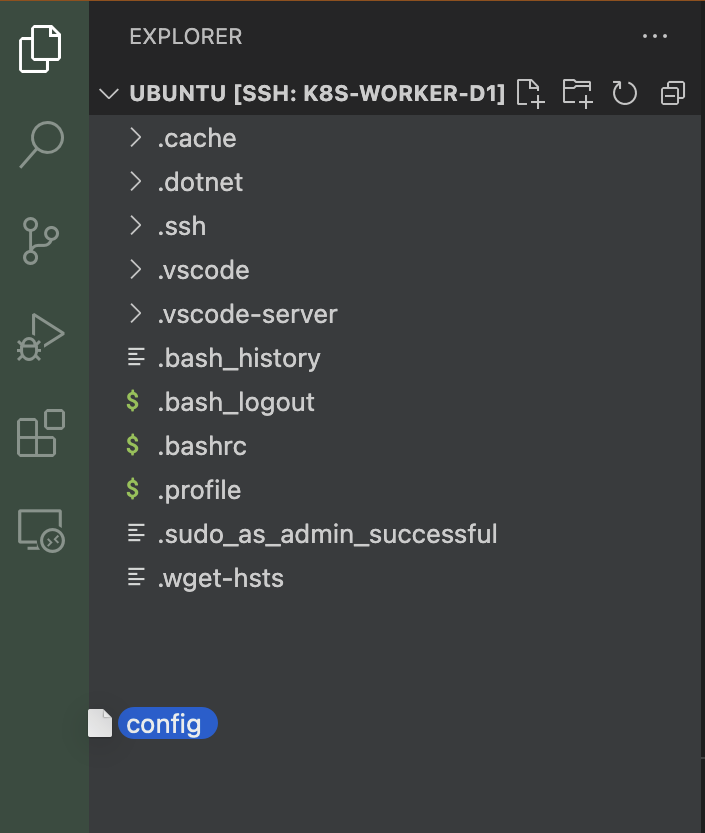 EXPLORER
UBUNTU [SSH: K8S-WORKER-D1]
.cache
.dotnet
.ssh
.vscode
.vscode-server
.bash_history
$ .bash_logout
$ .bashrc
$ .profile
.sudo_as_admin_successful
.wget-hsts
config